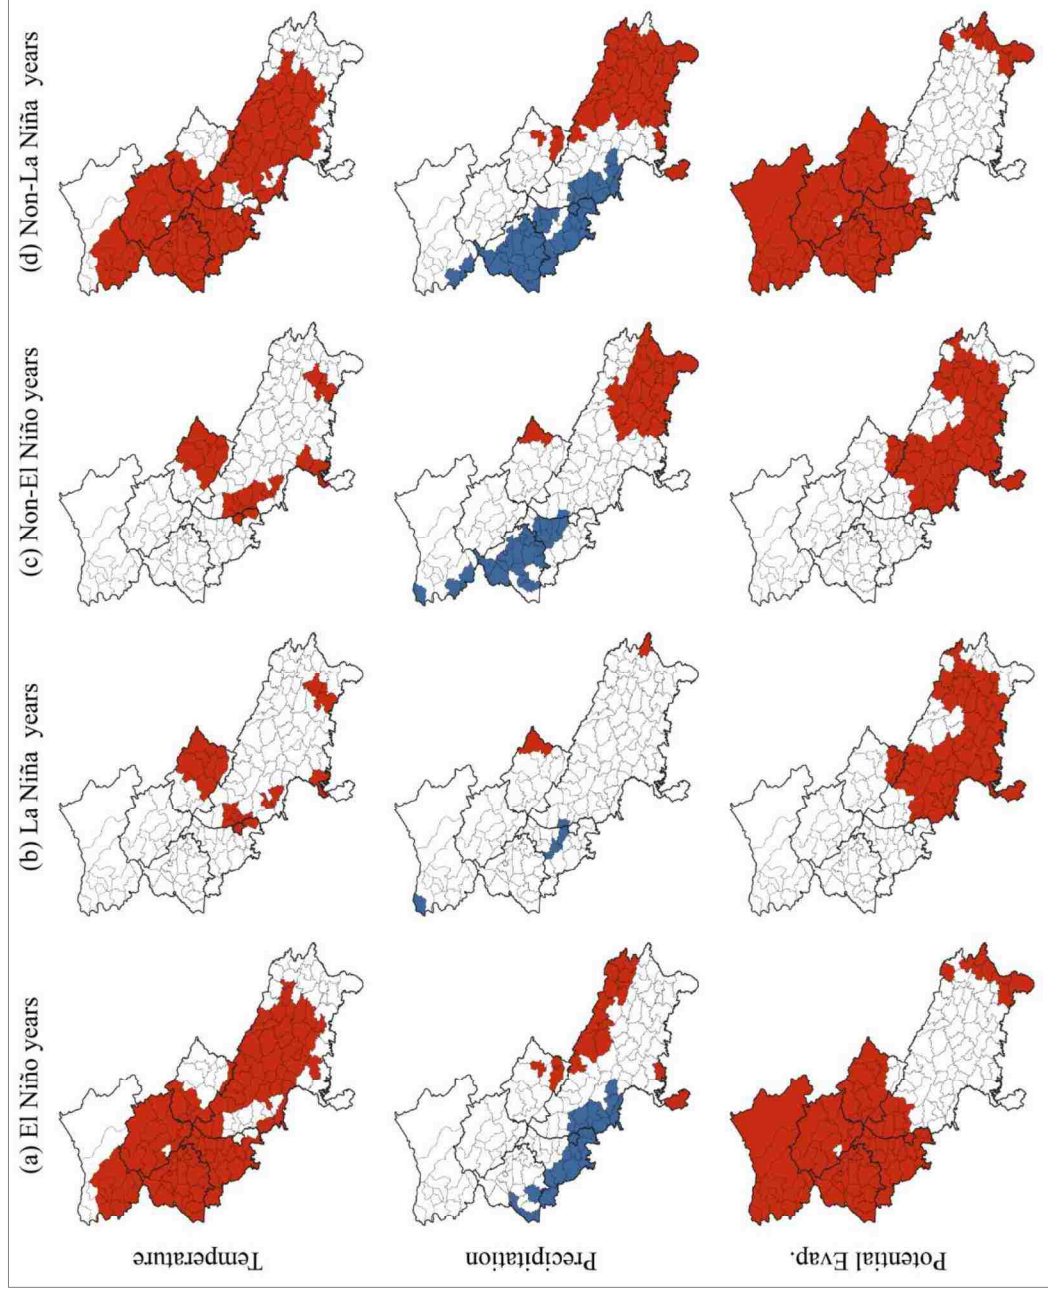 (a) El Niño years
(b) La Niña years
(c) Non-El Niño years
(d) Non-La Niña years
Temperature
Precipitation
Potential Evap.